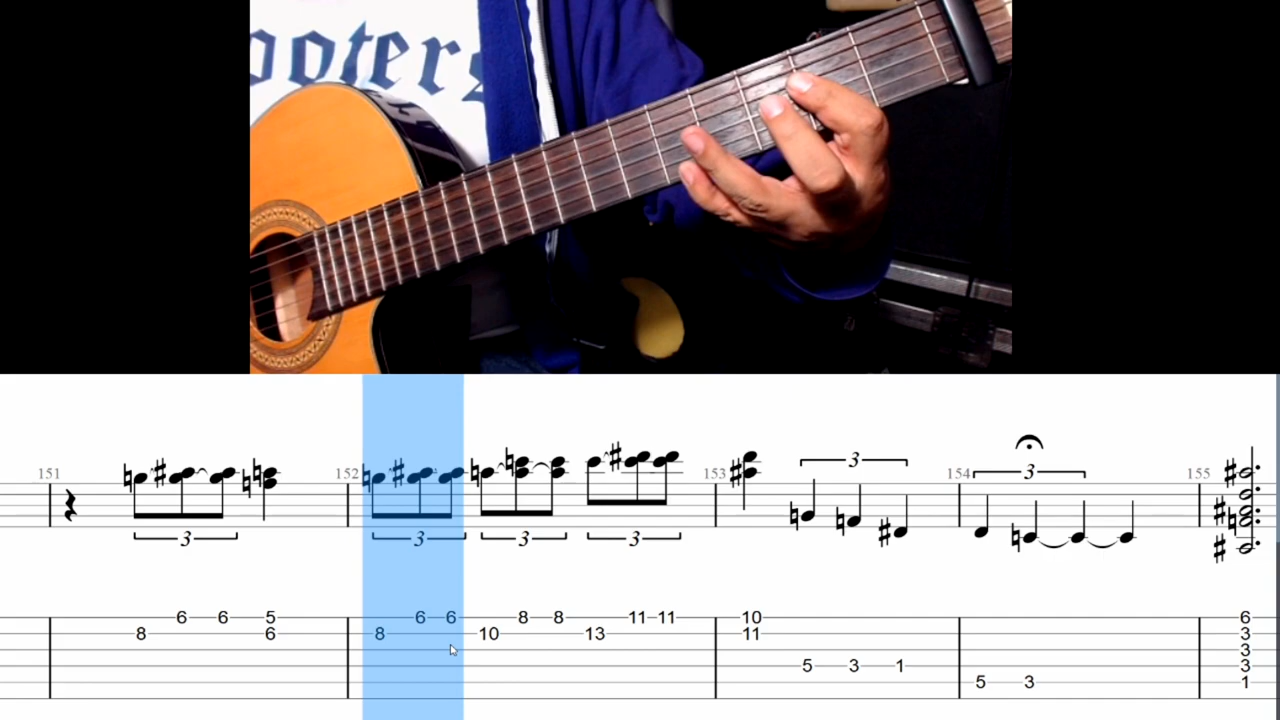 ooters
3
151 152 153 154 155
3 3 3 3 3
6 6 5 6 6 8 8 11 11 10 6
8 6 8 10 13 11 3
3
5 3 1 3
5 3 1